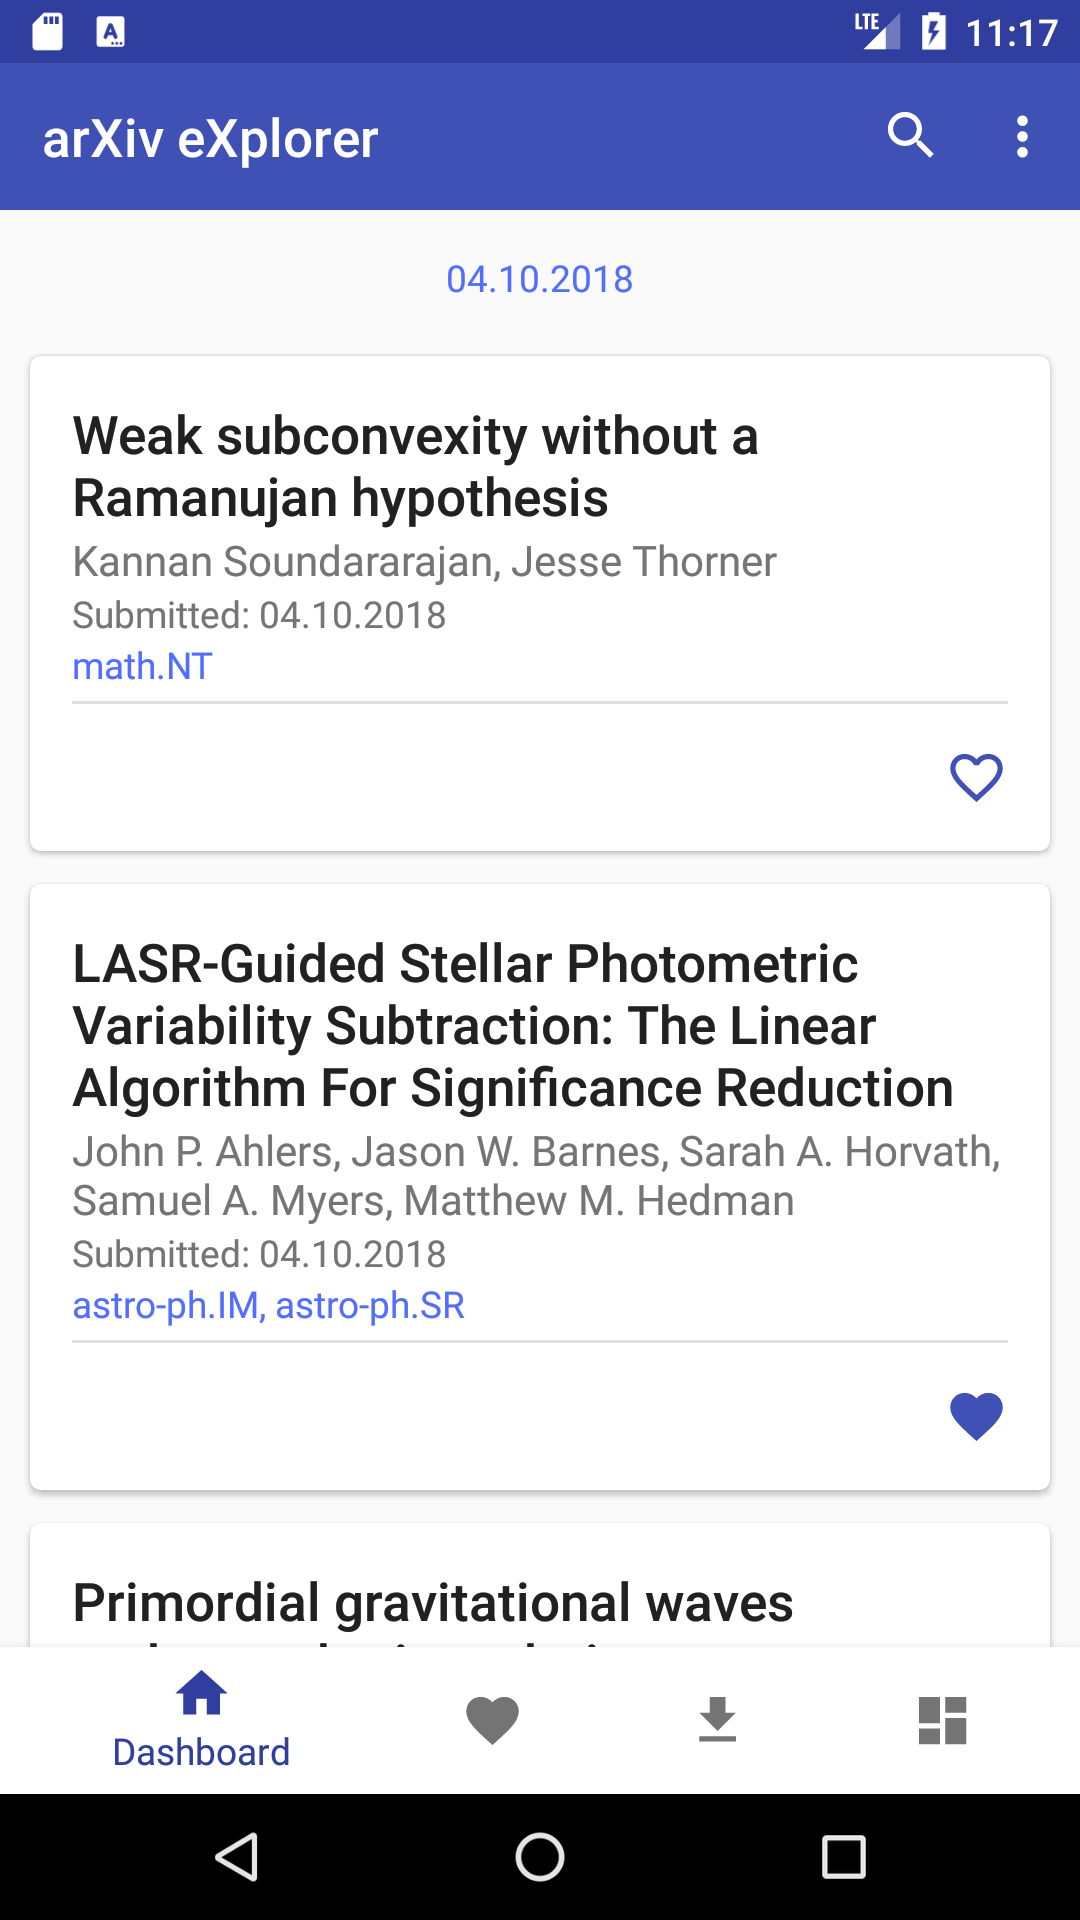 LTE 11:17
arXiv eXplorer
04.10.2018
Weak subconvexity without a
Ramanujan hypothesis
Kannan Soundararajan, Jesse Thorner
Submitted: 04.10.2018
math.NT
LASR-Guided Stellar Photometric
Variability Subtraction: The Linear
Algorithm For Significance Reduction
John P. Ahlers, Jason W. Barnes, Sarah A. Horvath,
Samuel A. Myers, Matthew M. Hedman
Submitted: 04.10.2018
astro-ph.IM, astro-ph.SR
Primordial gravitational waves
Dashboard